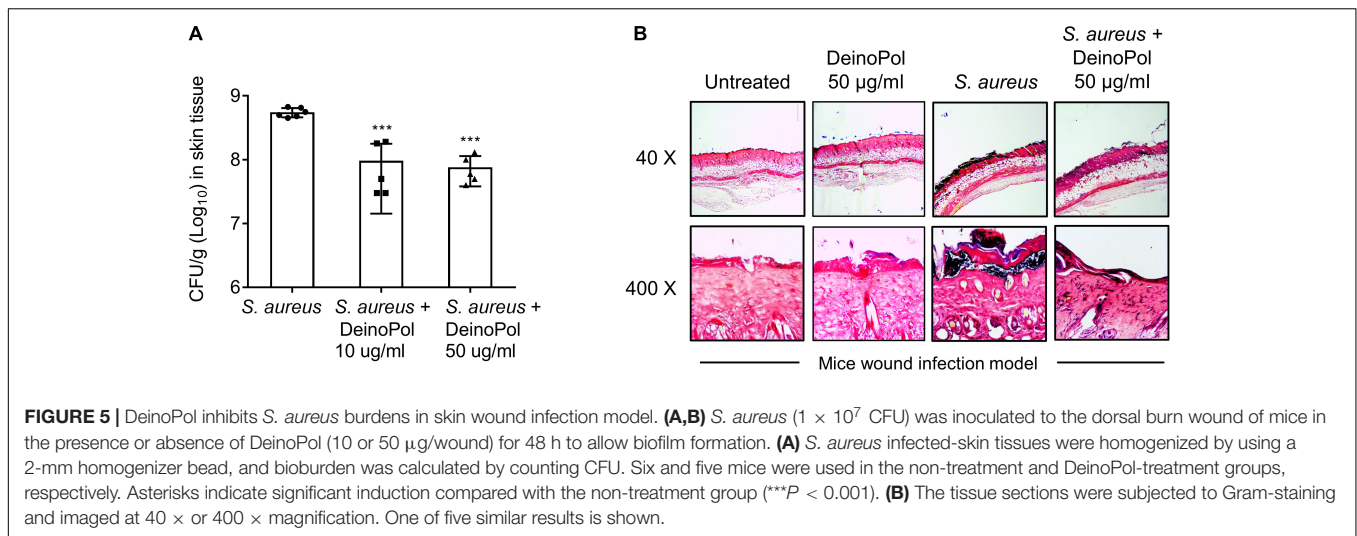 A
CFU/g (Log10) in skin tissue
9
8
7
6
***
***
S. aureus
S. aureus +
DeinoPol
10 ug/ml
S. aureus +
DeinoPol
50 ug/ml
B
Untreated
DeinoPol
50 µg/ml
S. aureus
S. aureus +
DeinoPol
50 µg/ml
40 X
400 X
Mice wound infection model
FIGURE 5 | DeinoPol inhibits S. aureus burdens in skin wound infection model. (A,B) S. aureus (1 × 10⁷ CFU) was inoculated to the dorsal burn wound of mice in
the presence or absence of DeinoPol (10 or 50 µg/wound) for 48 h to allow biofilm formation. (A) S. aureus infected-skin tissues were homogenized by using a
2-mm homogenizer bead, and bioburden was calculated by counting CFU. Six and five mice were used in the non-treatment and DeinoPol-treatment groups,
respectively. Asterisks indicate significant induction compared with the non-treatment group (***P < 0.001). (B) The tissue sections were subjected to Gram-staining
and imaged at 40 × or 400 × magnification. One of five similar results is shown.